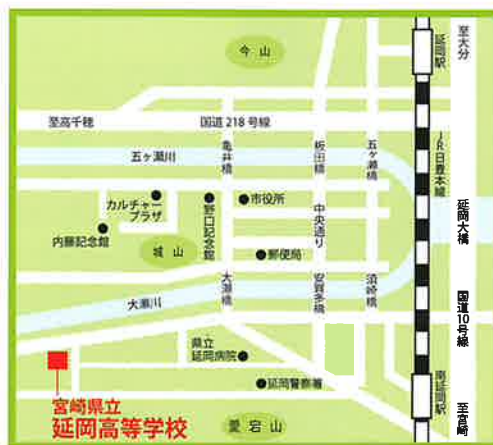 今山
延岡駅
至大分
至高千穂
国道218号線
JR日豊本線
五ヶ瀬川
亀井橋
板田橋
五ヶ瀬橋
カルチャー
プラザ
野口記念館
市役所
中央通り
延岡大橋
内藤記念館
城山
郵便局
大瀬川
大瀬橋
安賀多橋
須崎橋
国道10号線
県立
延岡病院
延岡警察署
南延岡駅
宮崎県立
延岡高等学校
愛宕山
至宮崎